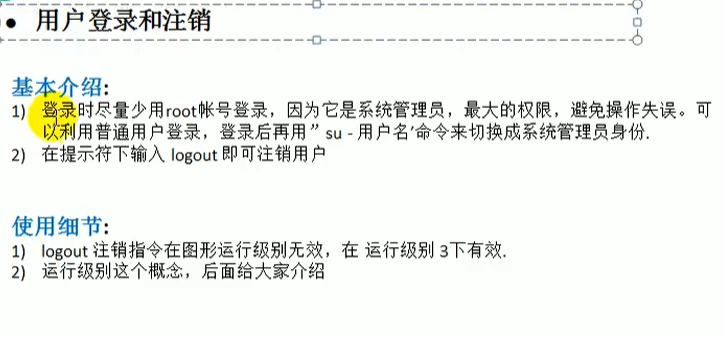 ● 用户登录和注销
基本介绍:
1) 登录时尽量少用root帐号登录，因为它是系统管理员，最大的权限，避免操作失误。可
以利用普通用户登录，登录后再用”su - 用户名’命令来切换成系统管理员身份.
2) 在提示符下输入 logout 即可注销用户
使用细节:
1) logout 注销指令在图形运行级别无效，在 运行级别 3下有效.
2) 运行级别这个概念，后面给大家介绍